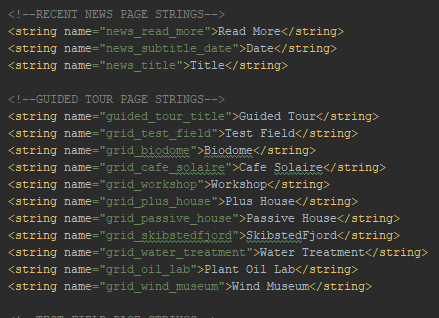 <!--RECENT NEWS PAGE STRINGS-->
<string name="news_read_more">Read More</string>
<string name="news_subtitle_date">Date</string>
<string name="news_title">Title</string>
<!--GUIDED TOUR PAGE STRINGS-->
<string name="guided_tour_title">Guided Tour</string>
<string name="grid_test_field">Test Field</string>
<string name="grid_biodome">Biodome</string>
<string name="grid_cafe_solaire">Cafe Solaire</string>
<string name="grid_workshop">Workshop</string>
<string name="grid_plus_house">Plus House</string>
<string name="grid_passive_house">Passive House</string>
<string name="grid_skibstedfjord">SkibstedFjord</string>
<string name="grid_water_treatment">Water Treatment</string>
<string name="grid_oil_lab">Plant Oil Lab</string>
<string name="grid_wind_museum">Wind Museum</string>